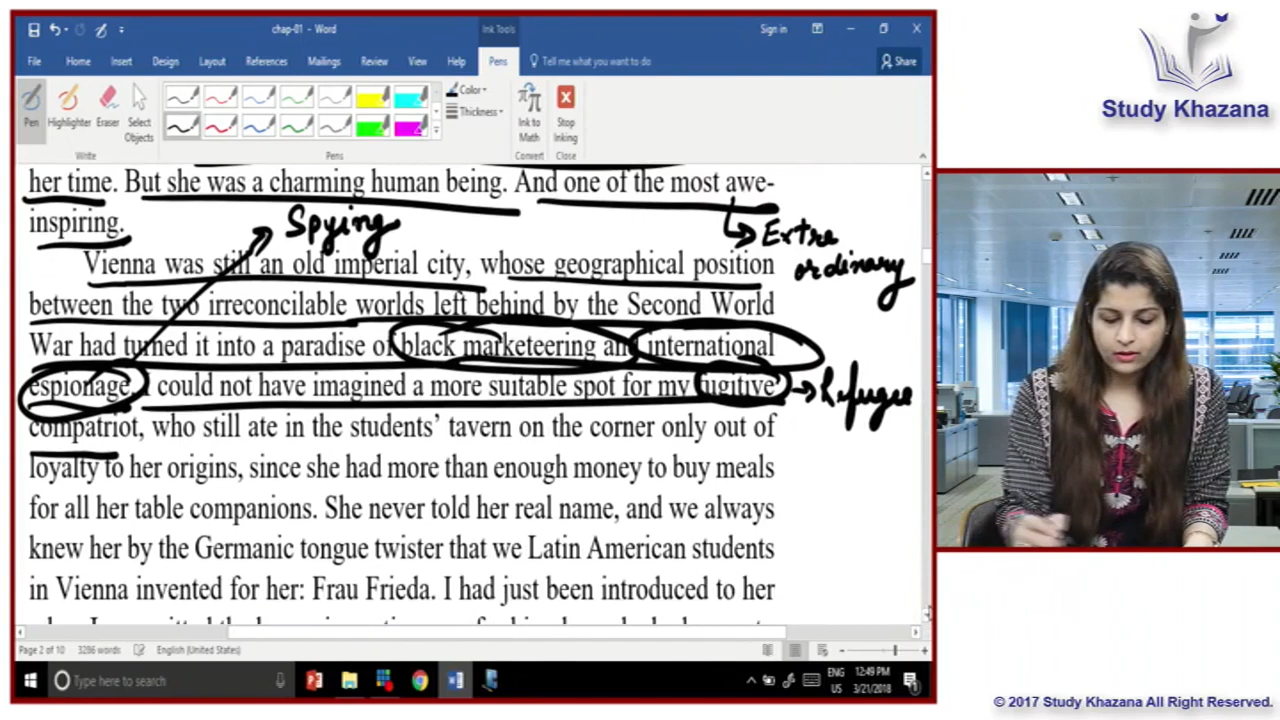 chap-01 - Word
Ink Tools
Sign in
File Home Insert Design Layout References Mailings Review View Help Pens Tell me what you want to do
Share
Pen Highlighter Eraser Select Objects
Color
Thickness
Ink to Math
Stop Inking
Write
Pens
Convert
Close
Study Khazana
her time. But she was a charming human being. And one of the most awe-
inspiring.
Spying
Extre
ordinary
Vienna was still an old imperial city, whose geographical position
between the two irreconcilable worlds left behind by the Second World
War had turned it into a paradise of black marketeering and international
espionage. I could not have imagined a more suitable spot for my fugitive
Refugee
compatriot, who still ate in the students' tavern on the corner only out of
loyalty to her origins, since she had more than enough money to buy meals
for all her table companions. She never told her real name, and we always
knew her by the Germanic tongue twister that we Latin American students
in Vienna invented for her: Frau Frieda. I had just been introduced to her
Page 2 of 10 3286 words English (United States)
Type here to search
ENG
US
12:49 PM
3/21/2018
© 2017 Study Khazana All Right Reserved.